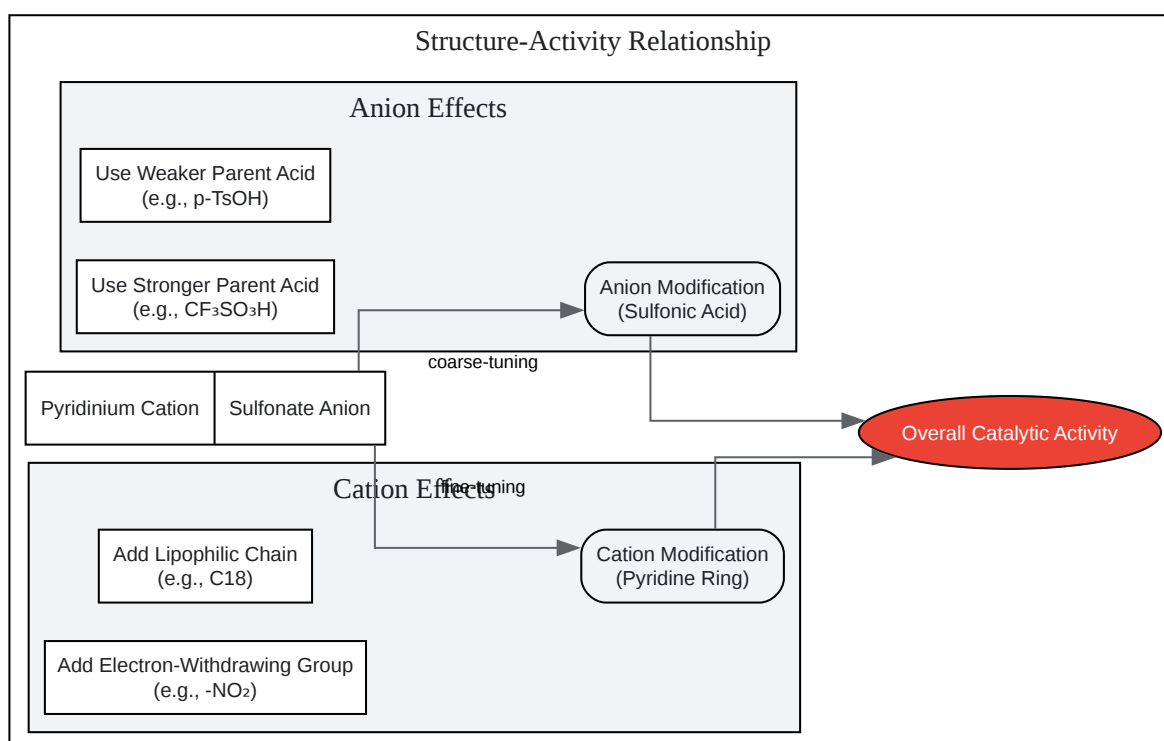 Structure-Activity Relationship
Anion Effects
Use Weaker Parent Acid
(e.g., p-TsOH)
Use Stronger Parent Acid
(e.g., CF₃SO₃H)
Anion Modification
(Sulfonic Acid)
coarse-tuning
Pyridinium Cation
Sulfonate Anion
Overall Catalytic Activity
Cation Effects
fine-tuning
Add Lipophilic Chain
(e.g., C18)
Cation Modification
(Pyridine Ring)
Add Electron-Withdrawing Group
(e.g., -NO₂)